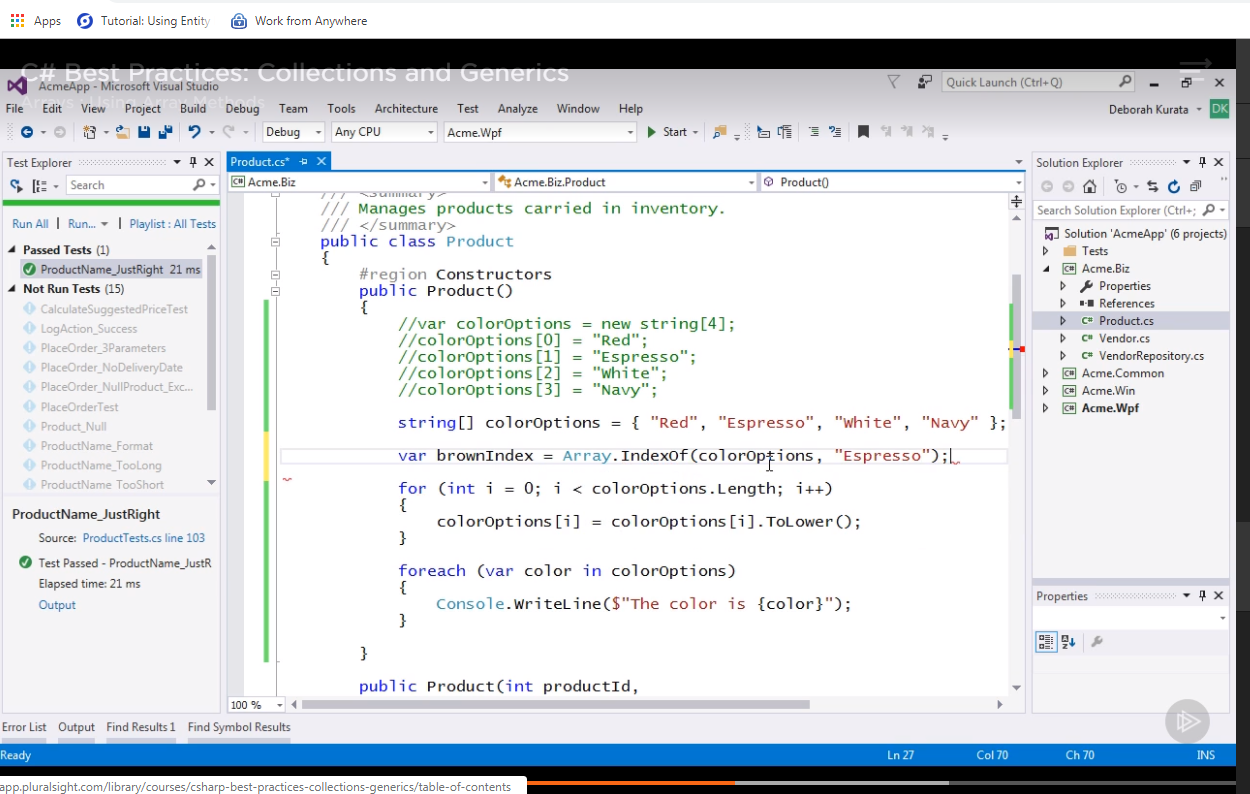 Apps Tutorial: Using Entity Work from Anywhere
C# Best Practices: Collections and Generics
AcmeApp - Microsoft Visual Studio
Quick Launch (Ctrl+Q)
Arrays : Using Array Methods
File Edit View Project Build Debug Team Tools Architecture Test Analyze Window Help
Deborah Kurata DK
Debug Any CPU Acme.Wpf Start
Test Explorer
Search
Run All | Run... | Playlist : All Tests
Passed Tests (1)
ProductName_JustRight 21 ms
Not Run Tests (15)
CalculateSuggestedPriceTest
LogAction_Success
PlaceOrder_3Parameters
PlaceOrder_NoDeliveryDate
PlaceOrder_NullProduct_Exc...
PlaceOrderTest
Product_Null
ProductName_Format
ProductName_TooLong
ProductName_TooShort
ProductName_JustRight
Source: ProductTests.cs line 103
Test Passed - ProductName_JustR
Elapsed time: 21 ms
Output
Product.cs*
Acme.Biz Acme.Biz.Product Product()
/// <summary>
/// Manages products carried in inventory.
/// </summary>
public class Product
{
#region Constructors
public Product()
{
//var colorOptions = new string[4];
//colorOptions[0] = "Red";
//colorOptions[1] = "Espresso";
//colorOptions[2] = "White";
//colorOptions[3] = "Navy";
string[] colorOptions = { "Red", "Espresso", "White", "Navy" };
var brownIndex = Array.IndexOf(colorOptions, "Espresso");
for (int i = 0; i < colorOptions.Length; i++)
{
colorOptions[i] = colorOptions[i].ToLower();
}
foreach (var color in colorOptions)
{
Console.WriteLine($"The color is {color}");
}
}
public Product(int productId,
100 %
Solution Explorer
Search Solution Explorer (Ctrl+;
Solution 'AcmeApp' (6 projects)
Tests
Acme.Biz
Properties
References
Product.cs
Vendor.cs
VendorRepository.cs
Acme.Common
Acme.Win
Acme.Wpf
Properties
Error List Output Find Results 1 Find Symbol Results
Ready Ln 27 Col 70 Ch 70 INS
app.pluralsight.com/library/courses/csharp-best-practices-collections-generics/table-of-contents